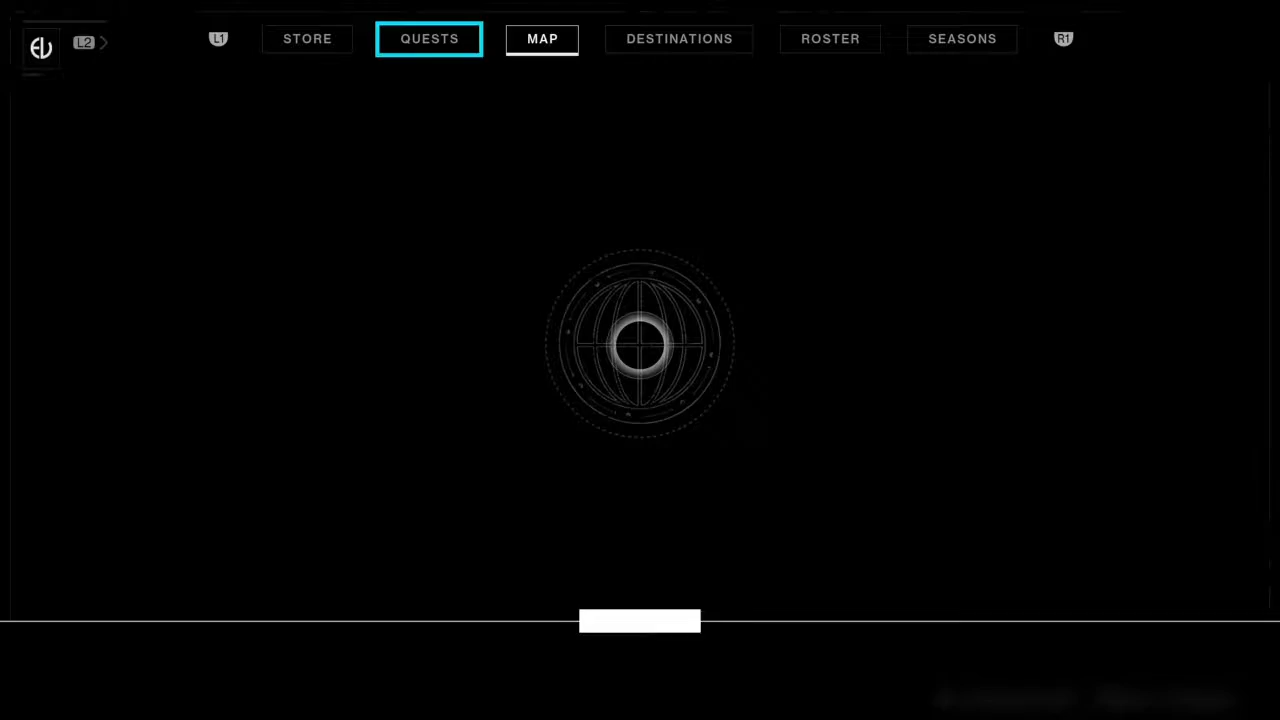 L2
L1
STORE
QUESTS
MAP
DESTINATIONS
ROSTER
SEASONS
R1